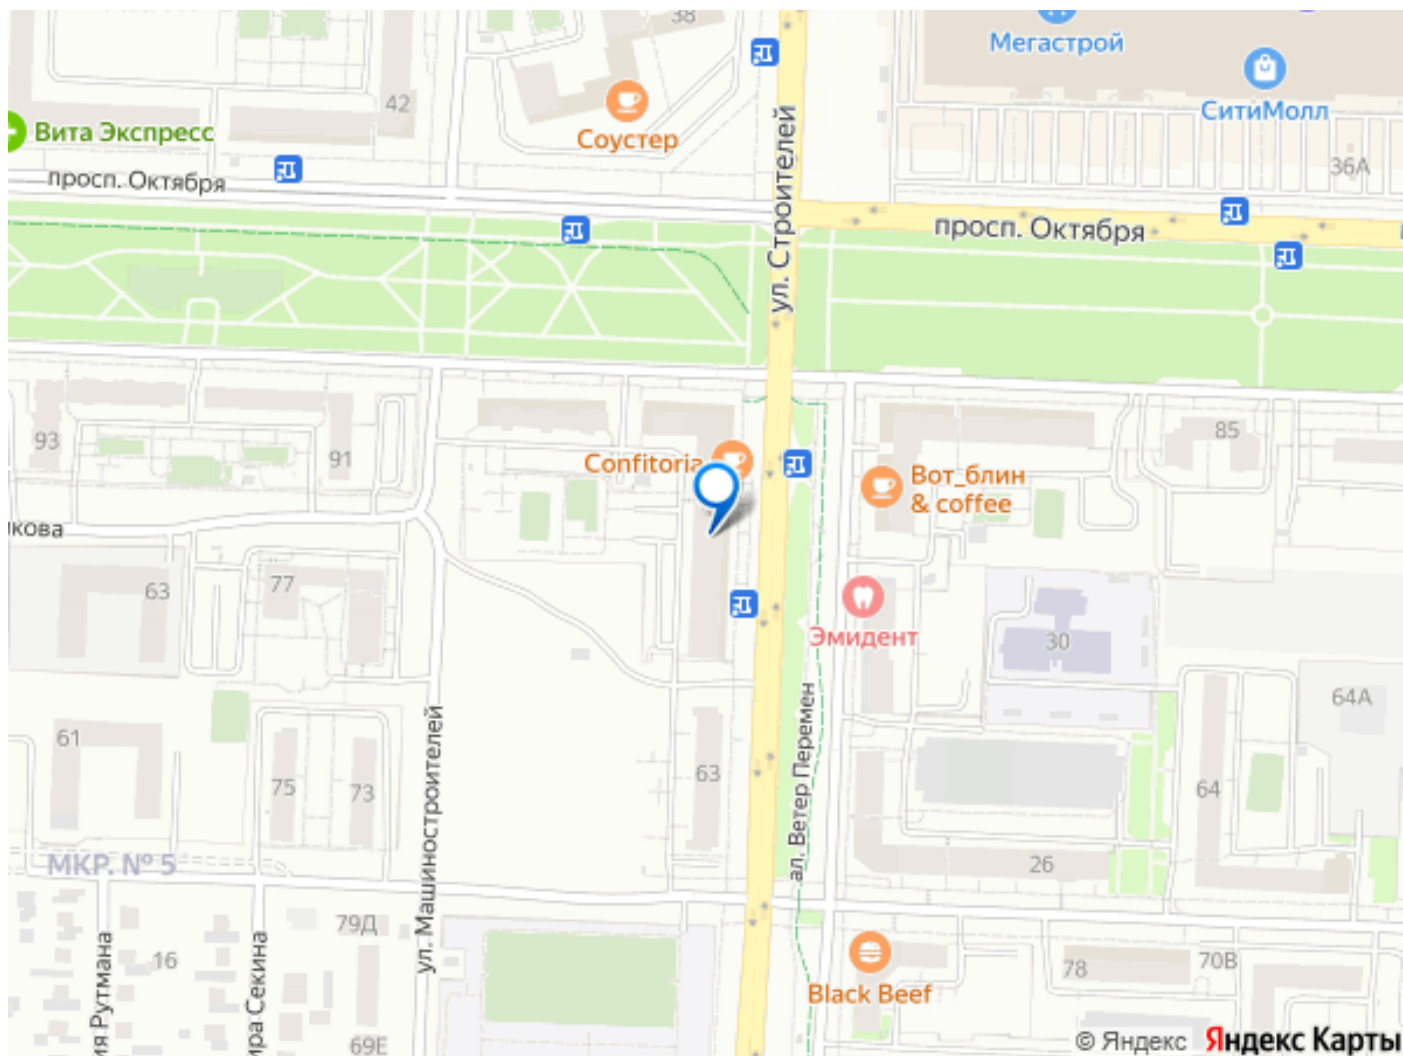 38
Мегастрой
42
Соустер
СитиМолл
Вита Экспресс
36А
просп. Октября
просп. Октября
ул. Строителей
93
91
85
Confitoria
Вот_блин
& coffee
63
77
30
Эмидент
64А
61
75
73
63
64
ул. Машиностроителей
ал. Ветер Перемен
МКР. № 5
26
79Д
16
78
70В
Black Beef
69Е
© Яндекс Яндекс Карты